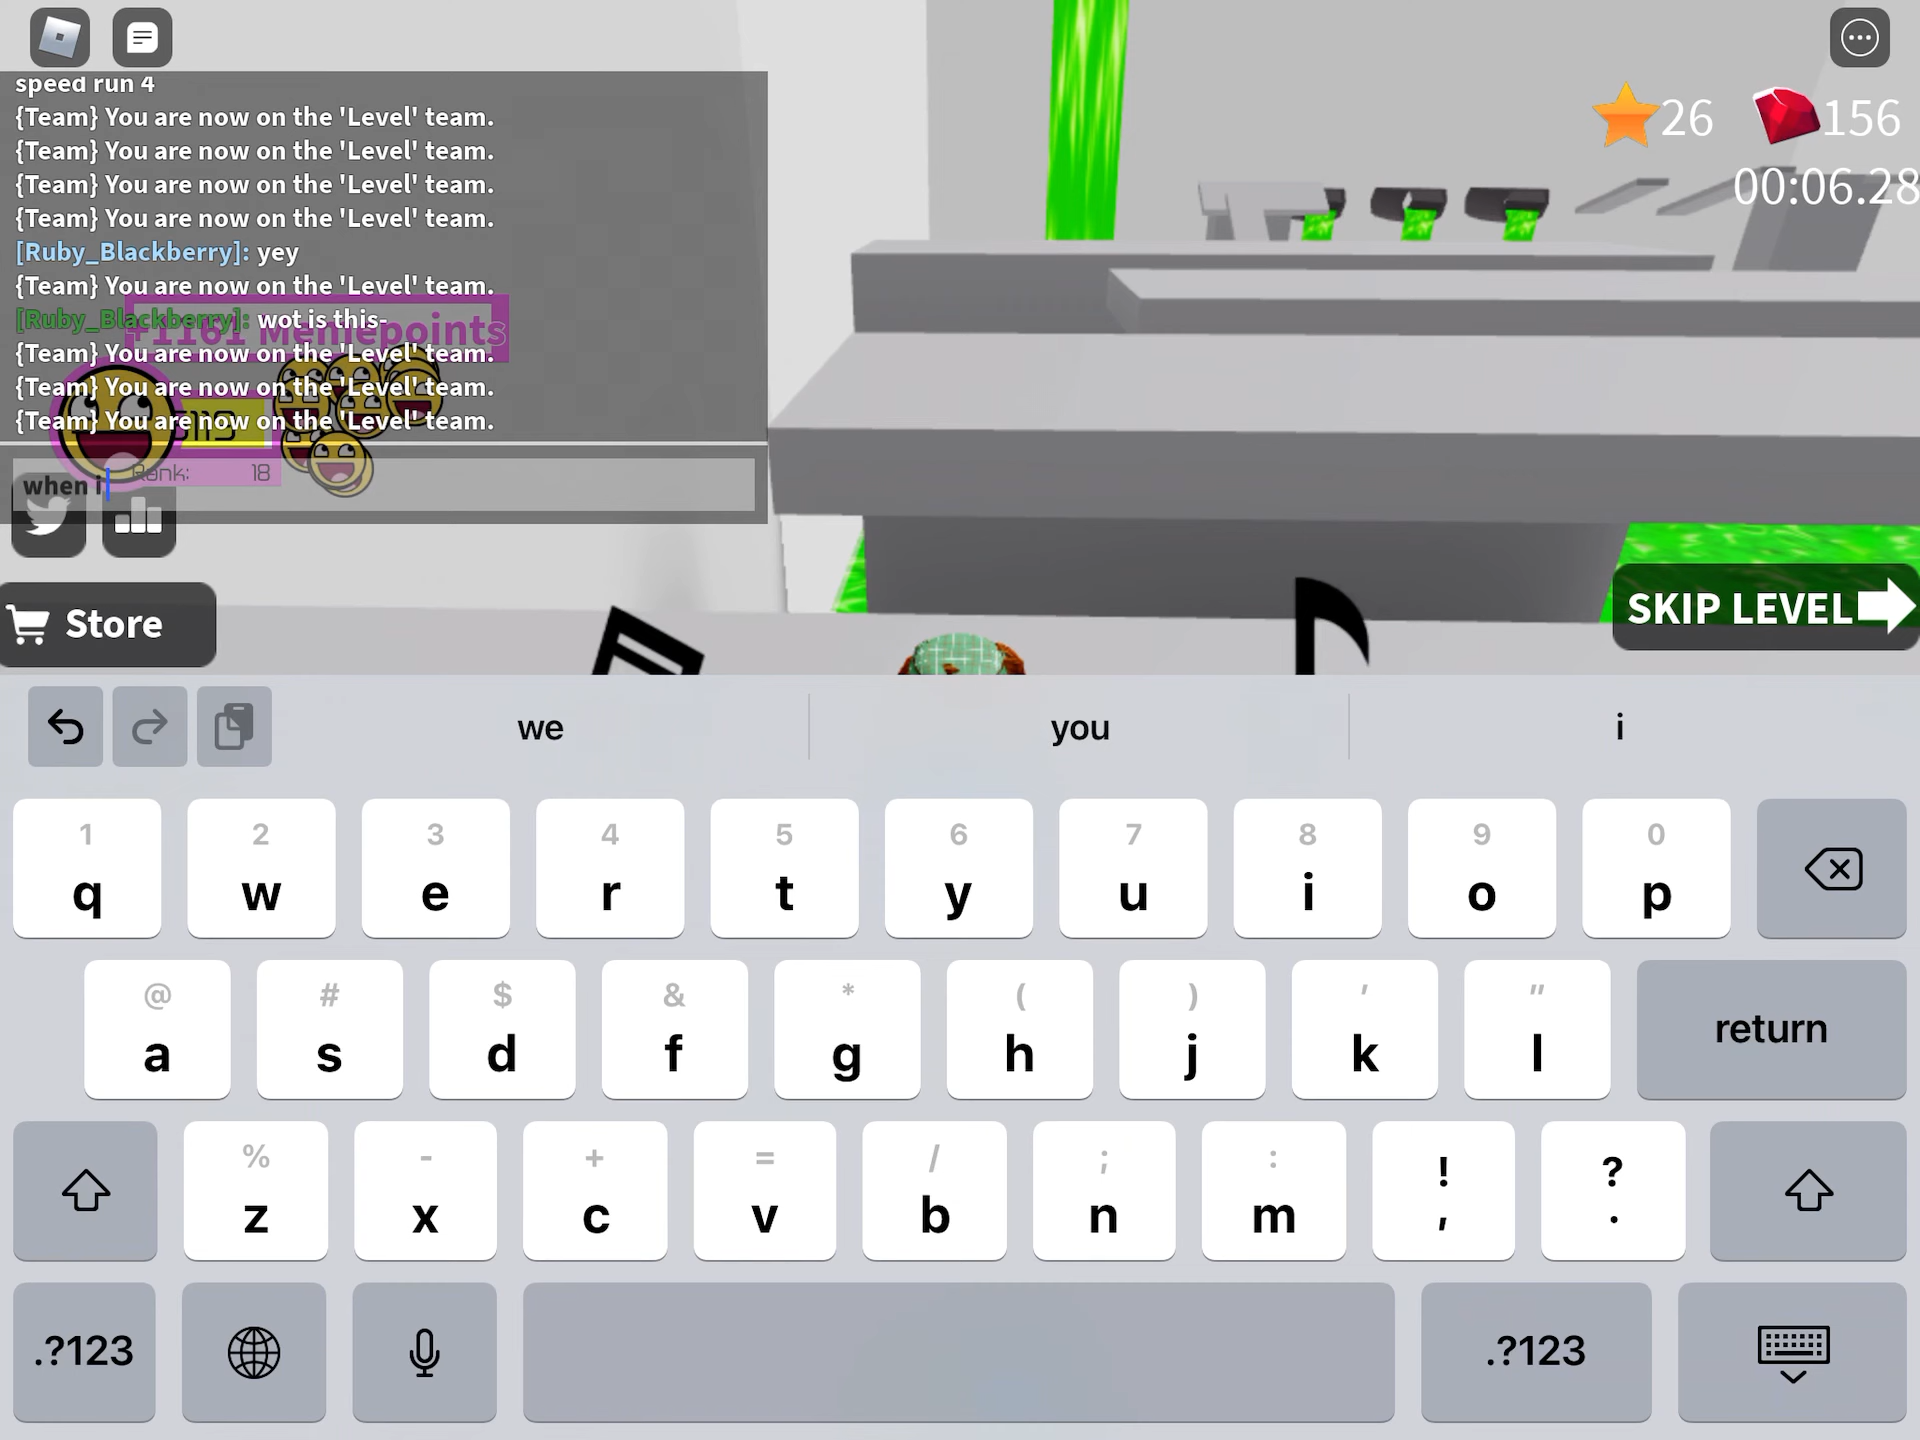 speed run 4
{Team} You are now on the 'Level' team.
{Team} You are now on the 'Level' team.
{Team} You are now on the 'Level' team.
{Team} You are now on the 'Level' team.
[Ruby_Blackberry]: yey
{Team} You are now on the 'Level' team.
[Ruby_Blackberry]: wot is this-
+1161 Memepoints
{Team} You are now on the 'Level' team.
{Team} You are now on the 'Level' team.
{Team} You are now on the 'Level' team.
Rank: 18
when i
26 156
00:06.28
Store
SKIP LEVEL
we you i
1 2 3 4 5 6 7 8 9 0
q w e r t y u i o p
@ # $ & * ( ) ' "
a s d f g h j k l return
% - + = / ; : ! ?
z x c v b n m , .
.?123 .?123